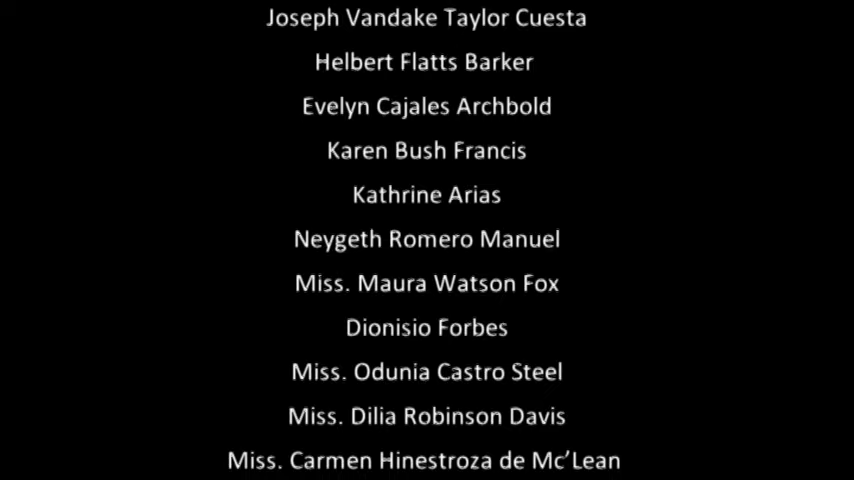 Joseph Vandake Taylor Cuesta
Helbert Flatts Barker
Evelyn Cajales Archbold
Karen Bush Francis
Kathrine Arias
Neygeth Romero Manuel
Miss. Maura Watson Fox
Dionisio Forbes
Miss. Odunia Castro Steel
Miss. Dilia Robinson Davis
Miss. Carmen Hinestroza de Mc’Lean